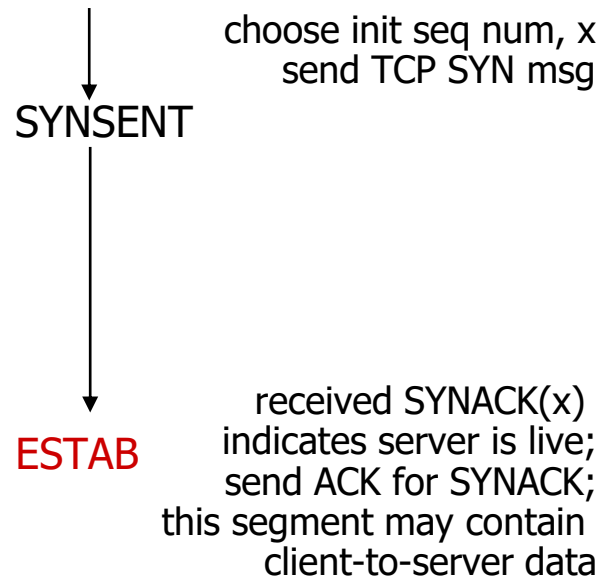 choose init seq num, x
send TCP SYN msg
SYNSENT
received SYNACK(x)
indicates server is live;
ESTAB
send ACK for SYNACK;
this segment may contain
client-to-server data